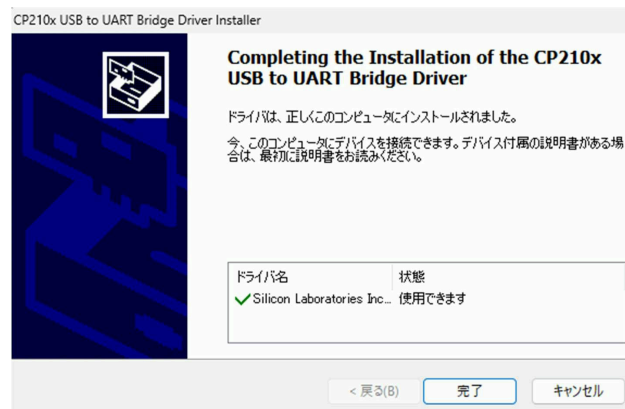 CP210x USB to UART Bridge Driver Installer
Completing the Installation of the CP210x
USB to UART Bridge Driver
ドライバは、正しくこのコンピュータにインストールされました。
今、このコンピュータにデバイスを接続できます。デバイス付属の説明書がある場
合は、最初に説明書をお読みください。
ドライバ名 状態
Silicon Laboratories Inc... 使用できます
< 戻る(B) 完了 キャンセル